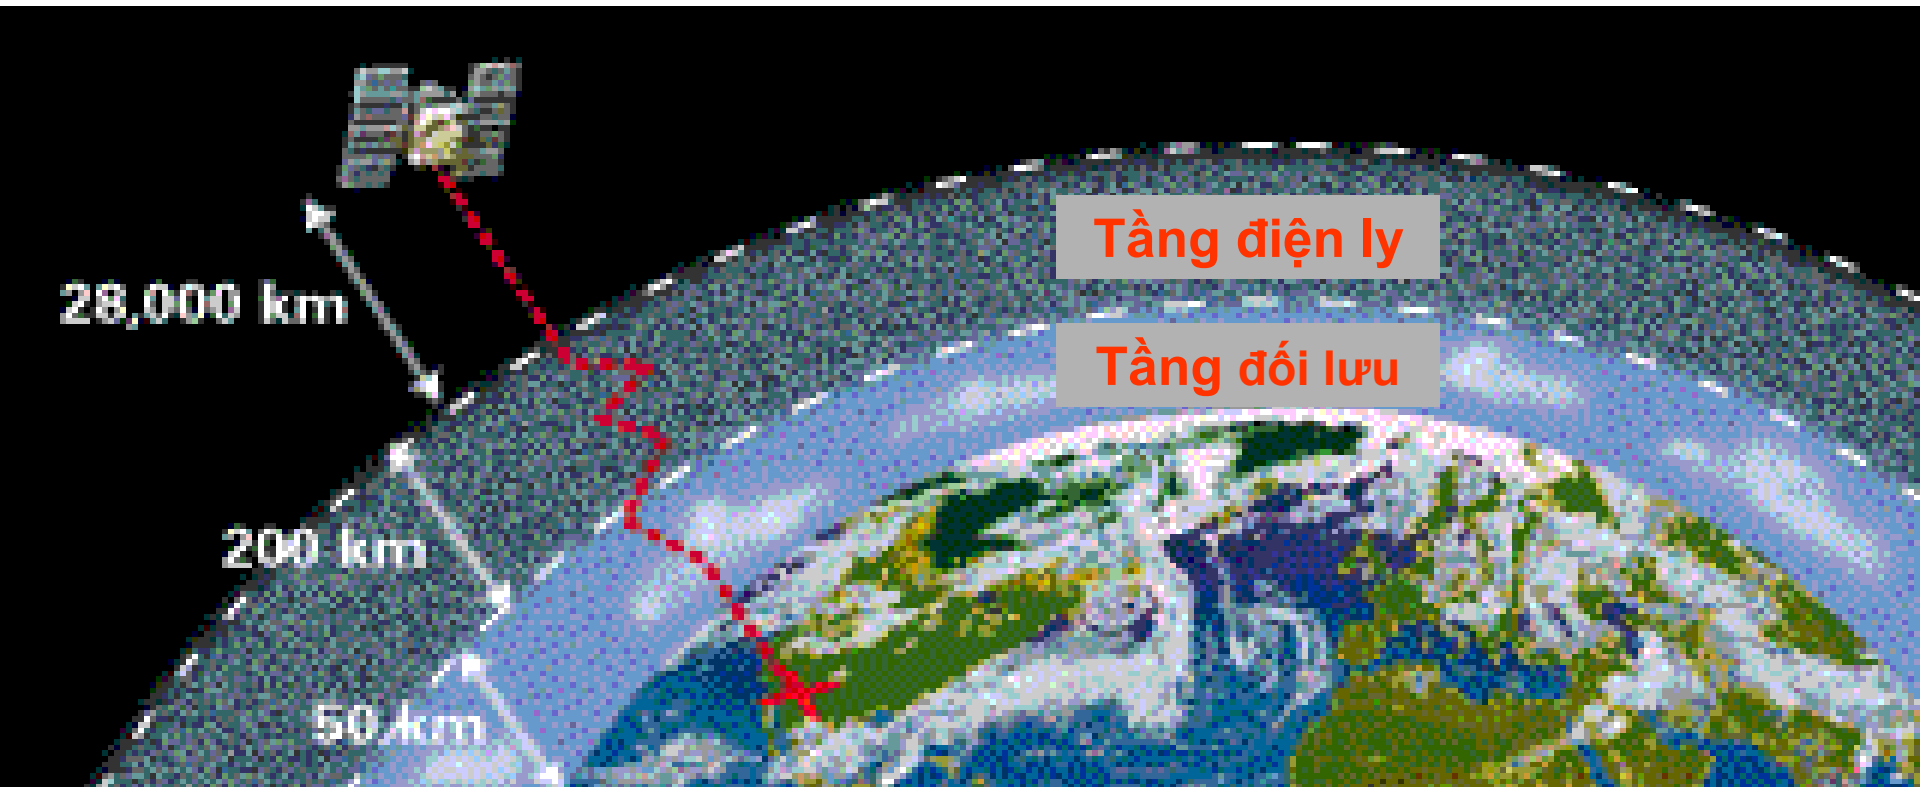 Tầng điện ly
28,000 km
Tầng đối lưu
200 km
50 km